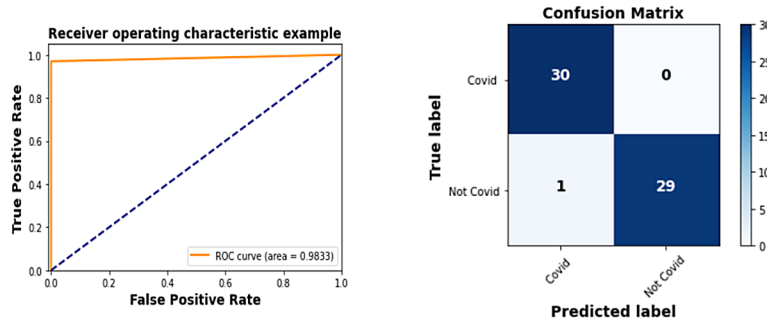 Receiver operating characteristic example
True Positive Rate
1.0
0.8
0.6
0.4
0.2
0.0
ROC curve (area = 0.9833)
0.0 0.2 0.4 0.6 0.8 1.0
False Positive Rate
Confusion Matrix
True label
Covid
30 0
Not Covid
1 29
Covid
Not Covid
Predicted label
30
25
20
15
10
5
0